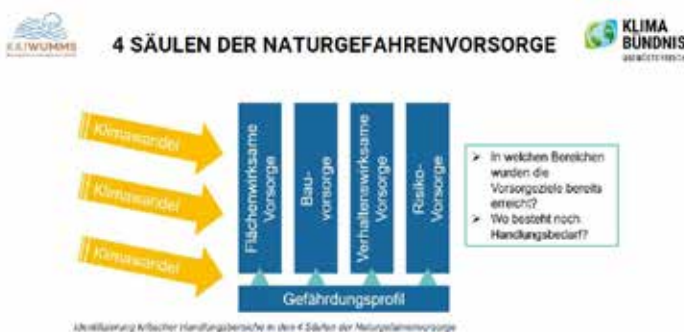 KAIWUMMS
4 SÄULEN DER NATURGEFAHRENVORSORGE
KLIMA
BÜNDNIS
Klimawandel
Klimawandel
Klimawandel
Flächenwirksame
Vorsorge
Bau-
vorsorge
Verhaltenswirksame
Vorsorge
Risiko-
Vorsorge
Gefährdungsprofil
➢ In welchen Bereichen
wurden die
Vorsorgeziele bereits
erreicht?
➢ Wo besteht noch
Handlungsbedarf?
Identifizierung kritischer Handlungsbereiche in den 4 Säulen der Naturgefahrenvorsorge